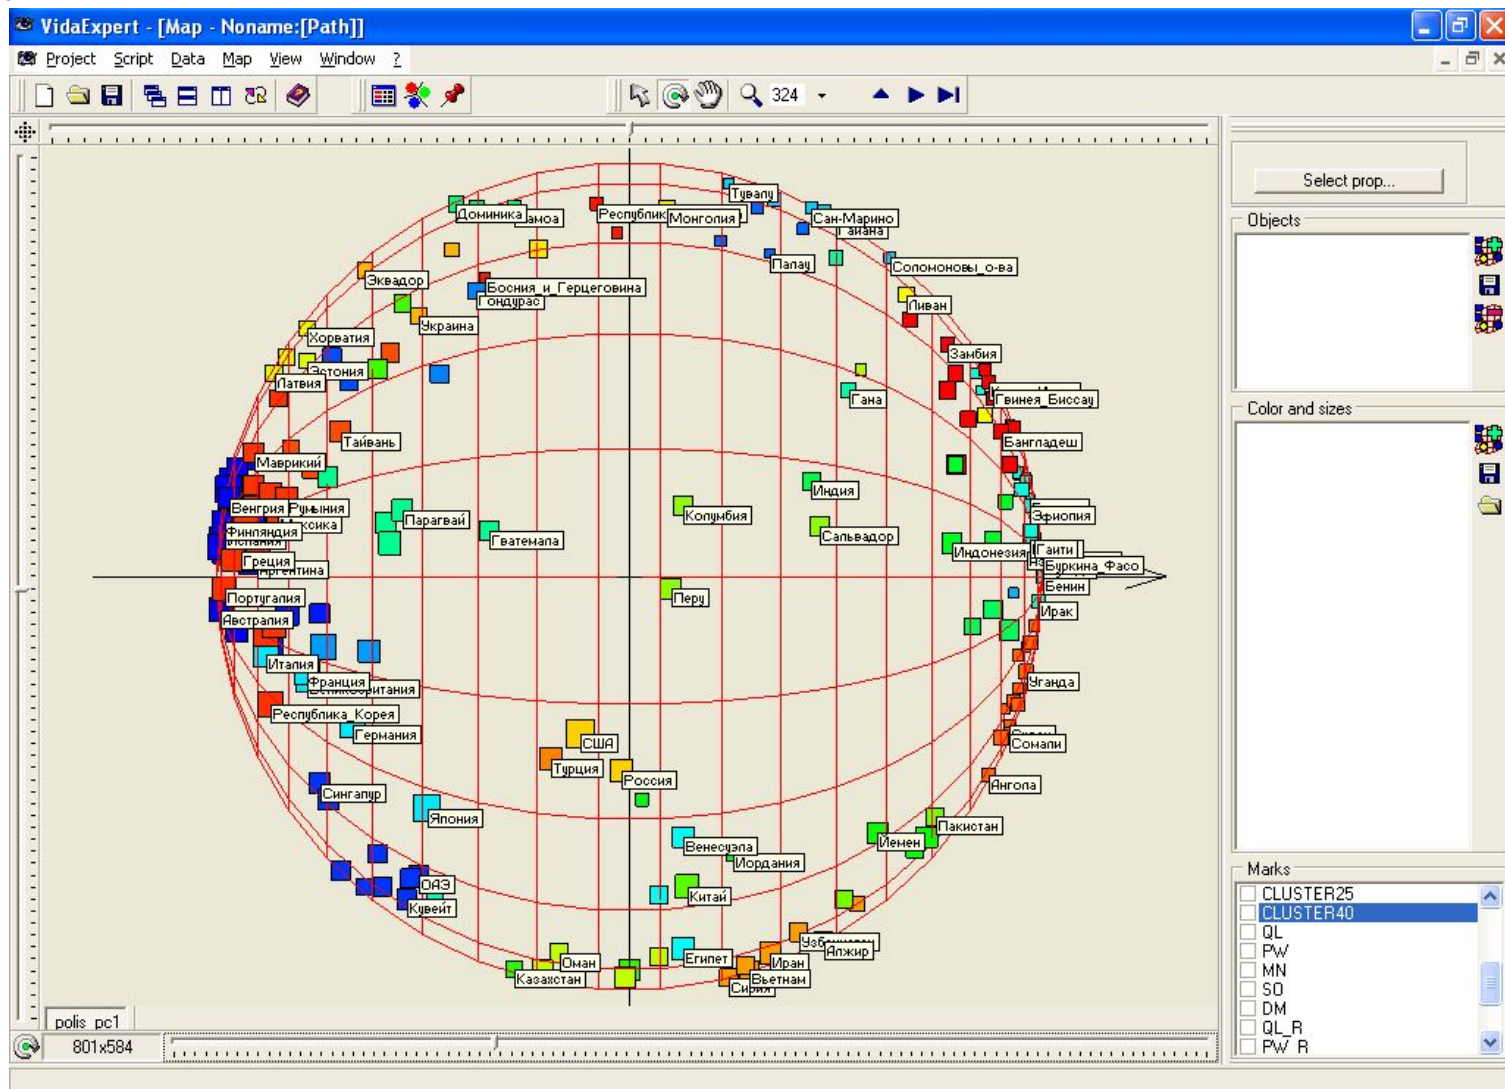 VidaExpert - [Map - Noname:[Path]]
Project Script Data Map View Window ?
324
Select prop...
Objects
Color and sizes
Marks
CLUSTER25
CLUSTER40
QL
PW
MN
SO
DM
QL_R
PW_R
Тувалу
Доминика
Республик
Монголия
Сан-Марино
Палау
Соломоновы_о-ва
Эквадор
Босния_и_Герцеговина
Гондурас
Ливан
Украина
Хорватия
Замбия
Эстония
Латвия
Гана
Гвинея_Биссау
Тайвань
Бангладеш
Маврикий
Индия
Венгрия
Румыния
Колумбия
Эфиопия
Парагвай
Финляндия
Гватемала
Сальвадор
Индонезия
Гаити
Греция
Буркина_Фасо
Бенин
Португалия
Перу
Ирак
Австралия
Италия
Франция
Уганда
Республика_Корея
Германия
США
Сомали
Турция
Россия
Ангола
Сингапур
Япония
Пакистан
Венесуэла
Йемен
Иордания
ОАЭ
Китай
Кувейт
Алжир
Оман
Египет
Иран
Казахстан
Вьетнам
polis_pc1
801x584